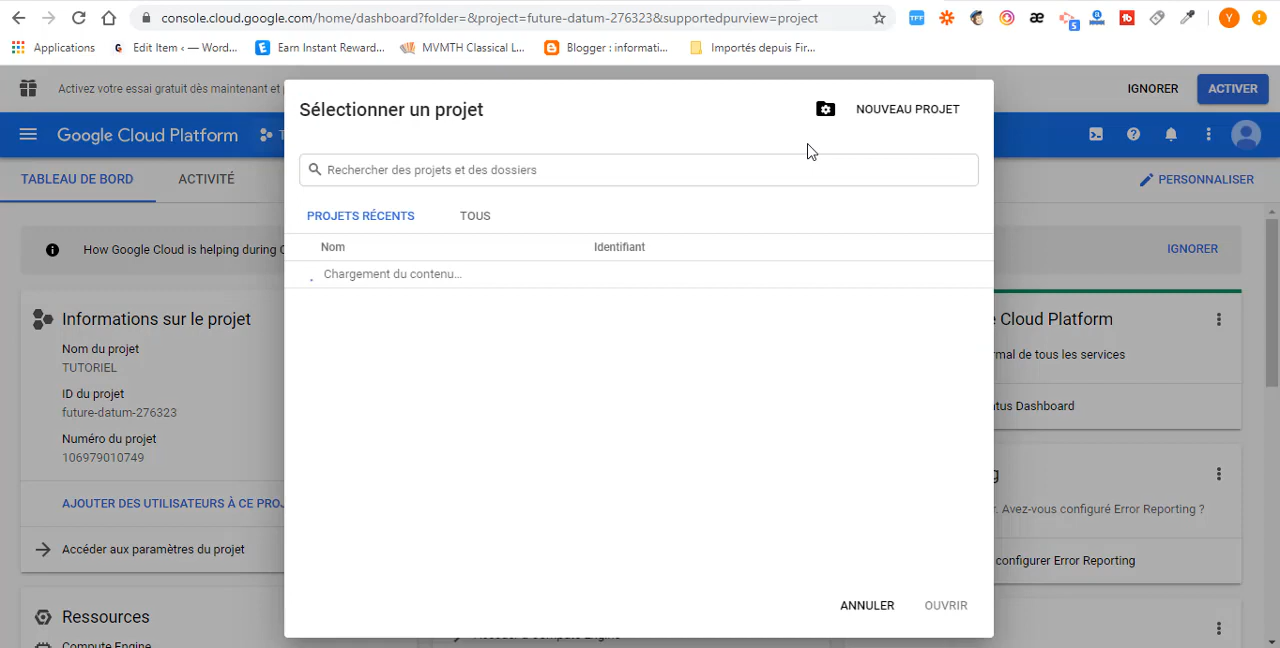 console.cloud.google.com/home/dashboard?folder=&project=future-datum-276323&supportedpurview=project
TFF
æ
5
Y
Applications
G Edit Item ‹ — Word...
Earn Instant Reward...
MVMTH Classical L...
Blogger : informati...
Importés depuis Fir...
Activez votre essai gratuit dès maintenant et
IGNORER
ACTIVER
Google Cloud Platform
TABLEAU DE BORD
ACTIVITÉ
PERSONNALISER
How Google Cloud is helping during
IGNORER
Sélectionner un projet
NOUVEAU PROJET
Rechercher des projets et des dossiers
PROJETS RÉCENTS
TOUS
Nom
Identifiant
Chargement du contenu...
ANNULER
OUVRIR
Informations sur le projet
Nom du projet
TUTORIEL
ID du projet
future-datum-276323
Numéro du projet
106979010749
AJOUTER DES UTILISATEURS À CE PROJ
Accéder aux paramètres du projet
Ressources
Compute Engine
Cloud Platform
rmal de tous les services
tus Dashboard
g
. Avez-vous configuré Error Reporting ?
configurer Error Reporting